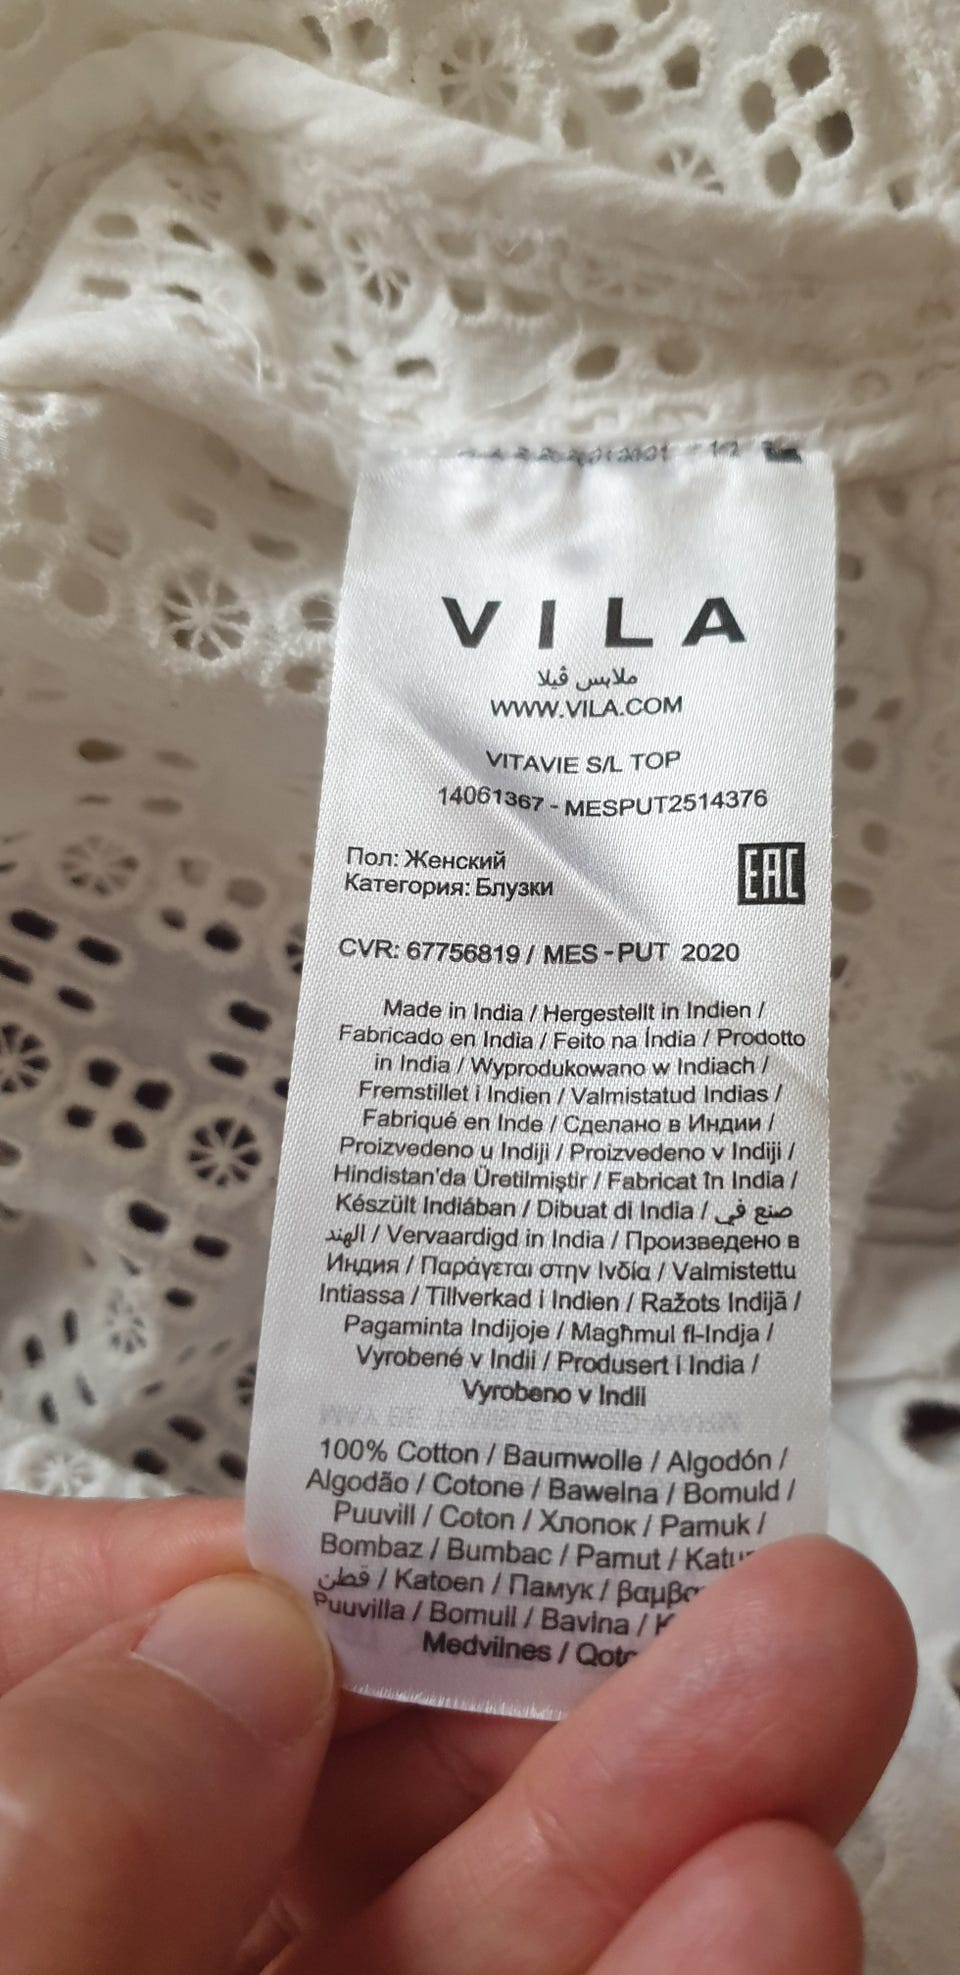 VILA
ملابس ڤيلا
WWW.VILA.COM
VITAVIE S/L TOP
14061367 - MESPUT2514376
Пол: Женский
Категория: Блузки
EAC
CVR: 67756819 / MES - PUT 2020
Made in India / Hergestellt in Indien /
Fabricado en India / Feito na Índia / Prodotto
in India / Wyprodukowano w Indiach /
Fremstillet i Indien / Valmistatud Indias /
Fabriqué en Inde / Сделано в Индии /
Proizvedeno u Indiji / Proizvedeno v Indiji /
Hindistan'da Üretilmiştir / Fabricat în India /
Készült Indiában / Dibuat di India / صنع في
الهند / Vervaardigd in India / Произведено в
Индия / Παράγεται στην Ινδία / Valmistettu
Intiassa / Tillverkad i Indien / Ražots Indijā /
Pagaminta Indijoje / Magħmul fl-Indja /
Vyrobené v Indii / Produsert i India /
Vyrobeno v Indii
100% Cotton / Baumwolle / Algodón /
Algodão / Cotone / Bawełna / Bomuld /
Puuvill / Coton / Хлопок / Pamuk /
Bombaz / Bumbac / Pamut /
قطن / Katoen / Памук /
Puuvilla / Bomull / Bavlna /
Medvilnės /